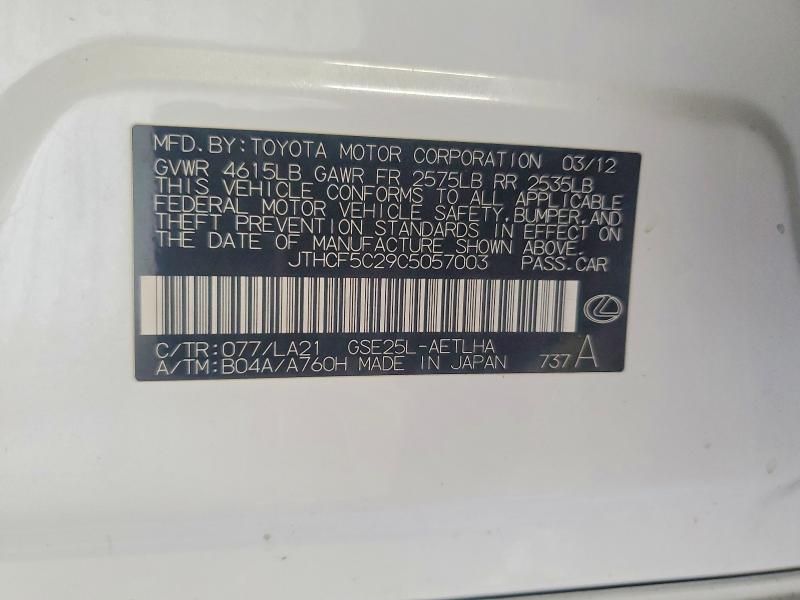 MFD.BY:TOYOTA MOTOR CORPORATION 03/12
GVWR 4615LB GAWR FR 2575LB RR 2535LB
THIS VEHICLE CONFORMS TO ALL APPLICABLE
FEDERAL MOTOR VEHICLE SAFETY,BUMPER,AND
THEFT PREVENTION STANDARDS IN EFFECT ON
THE DATE OF MANUFACTURE SHOWN ABOVE.
JTHCF5C29C5057003 PASS.CAR
C/TR:077/LA21 GSE25L-AETLHA
A/TM:B04A/A760H MADE IN JAPAN 737A